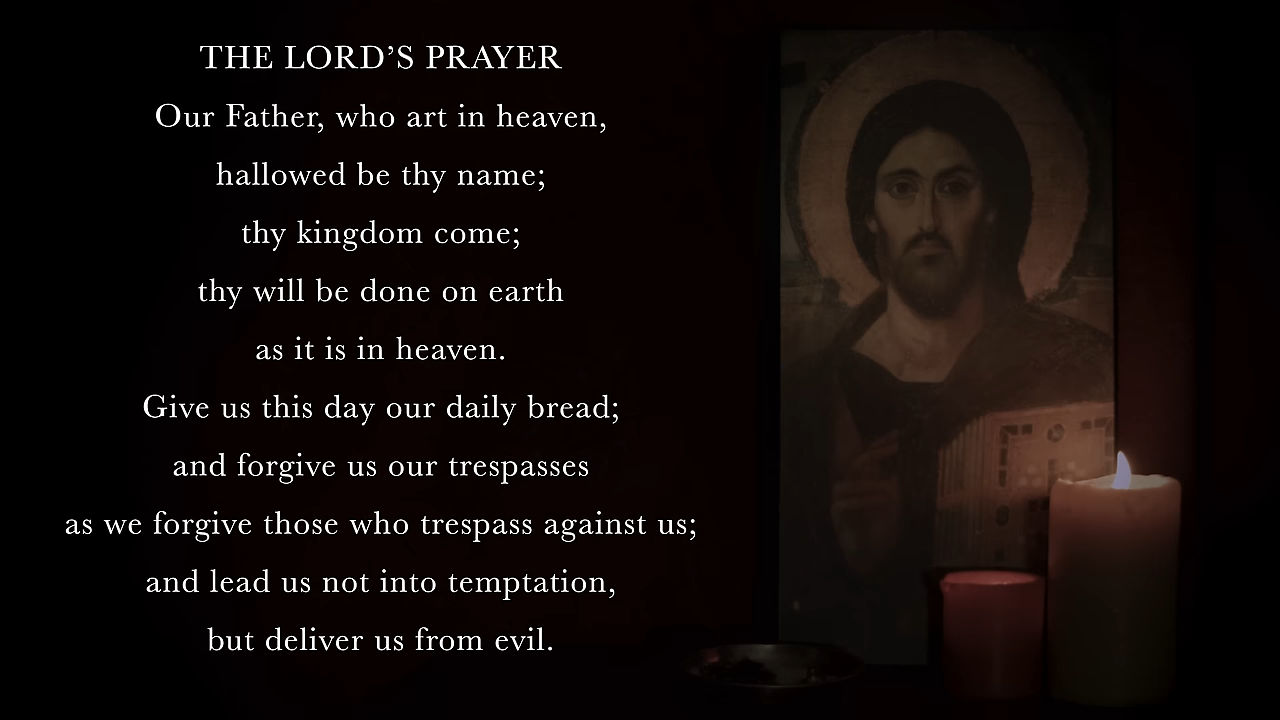 THE LORD’S PRAYER
Our Father, who art in heaven,
hallowed be thy name;
thy kingdom come;
thy will be done on earth
as it is in heaven.
Give us this day our daily bread;
and forgive us our trespasses
as we forgive those who trespass against us;
and lead us not into temptation,
but deliver us from evil.